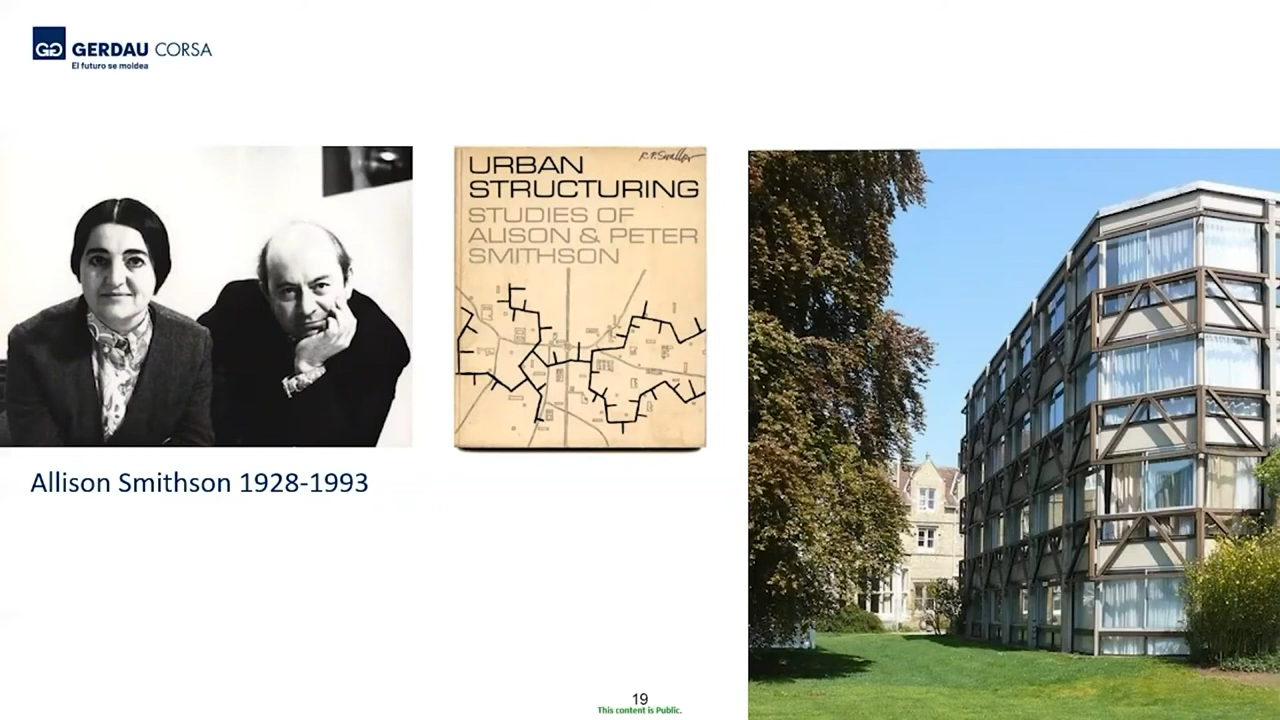 GERDAU CORSA
El futuro se moldea
URBAN
STRUCTURING
STUDIES OF
ALISON & PETER
SMITHSON
Allison Smithson 1928-1993
19
This content is Public.